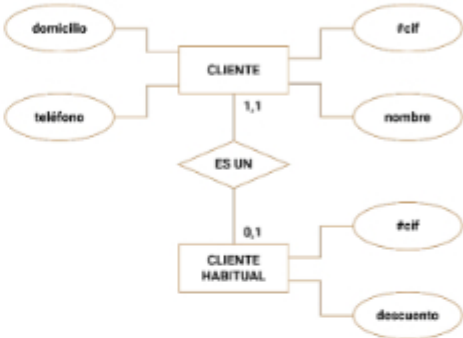 domicilio
#cif
CLIENTE
teléfono
nombre
1,1
ES UN
0,1
#cif
CLIENTE
HABITUAL
descuento